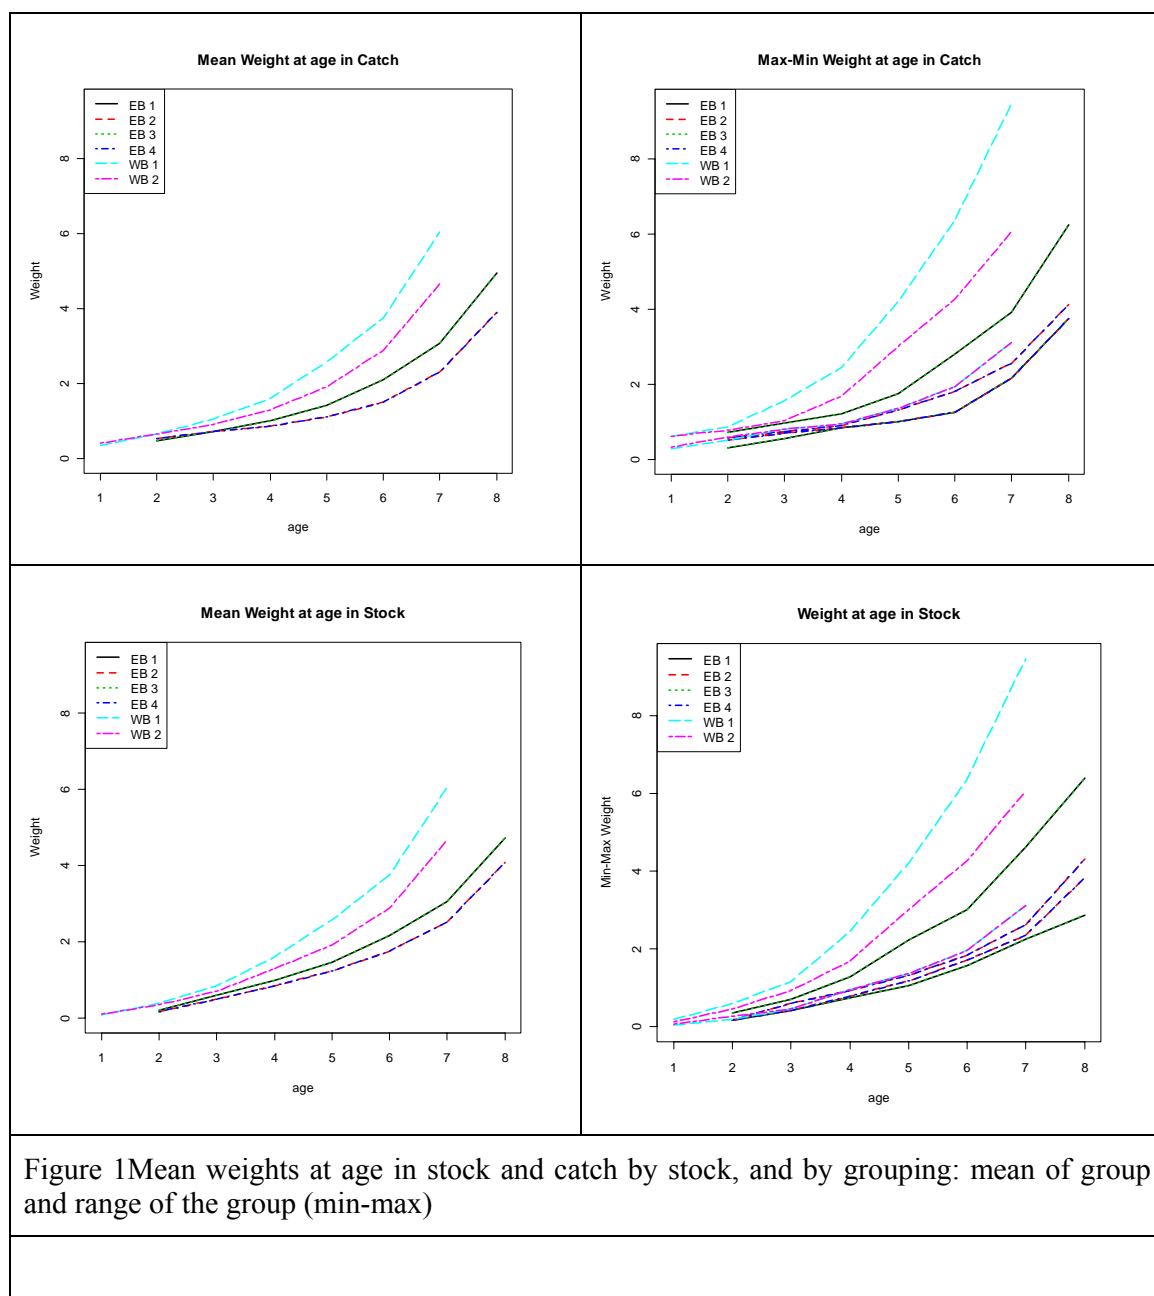 Mean Weight at age in Catch
EB 1
EB 2
EB 3
EB 4
WB 1
WB 2
Weight
0
2
4
6
8
1 2 3 4 5 6 7 8
age
Max-Min Weight at age in Catch
EB 1
EB 2
EB 3
EB 4
WB 1
WB 2
Weight
0
2
4
6
8
1 2 3 4 5 6 7 8
age
Mean Weight at age in Stock
EB 1
EB 2
EB 3
EB 4
WB 1
WB 2
Weight
0
2
4
6
8
1 2 3 4 5 6 7 8
age
Weight at age in Stock
EB 1
EB 2
EB 3
EB 4
WB 1
WB 2
Min-Max Weight
0
2
4
6
8
1 2 3 4 5 6 7 8
age
Figure 1Mean weights at age in stock and catch by stock, and by grouping: mean of group
and range of the group (min-max)